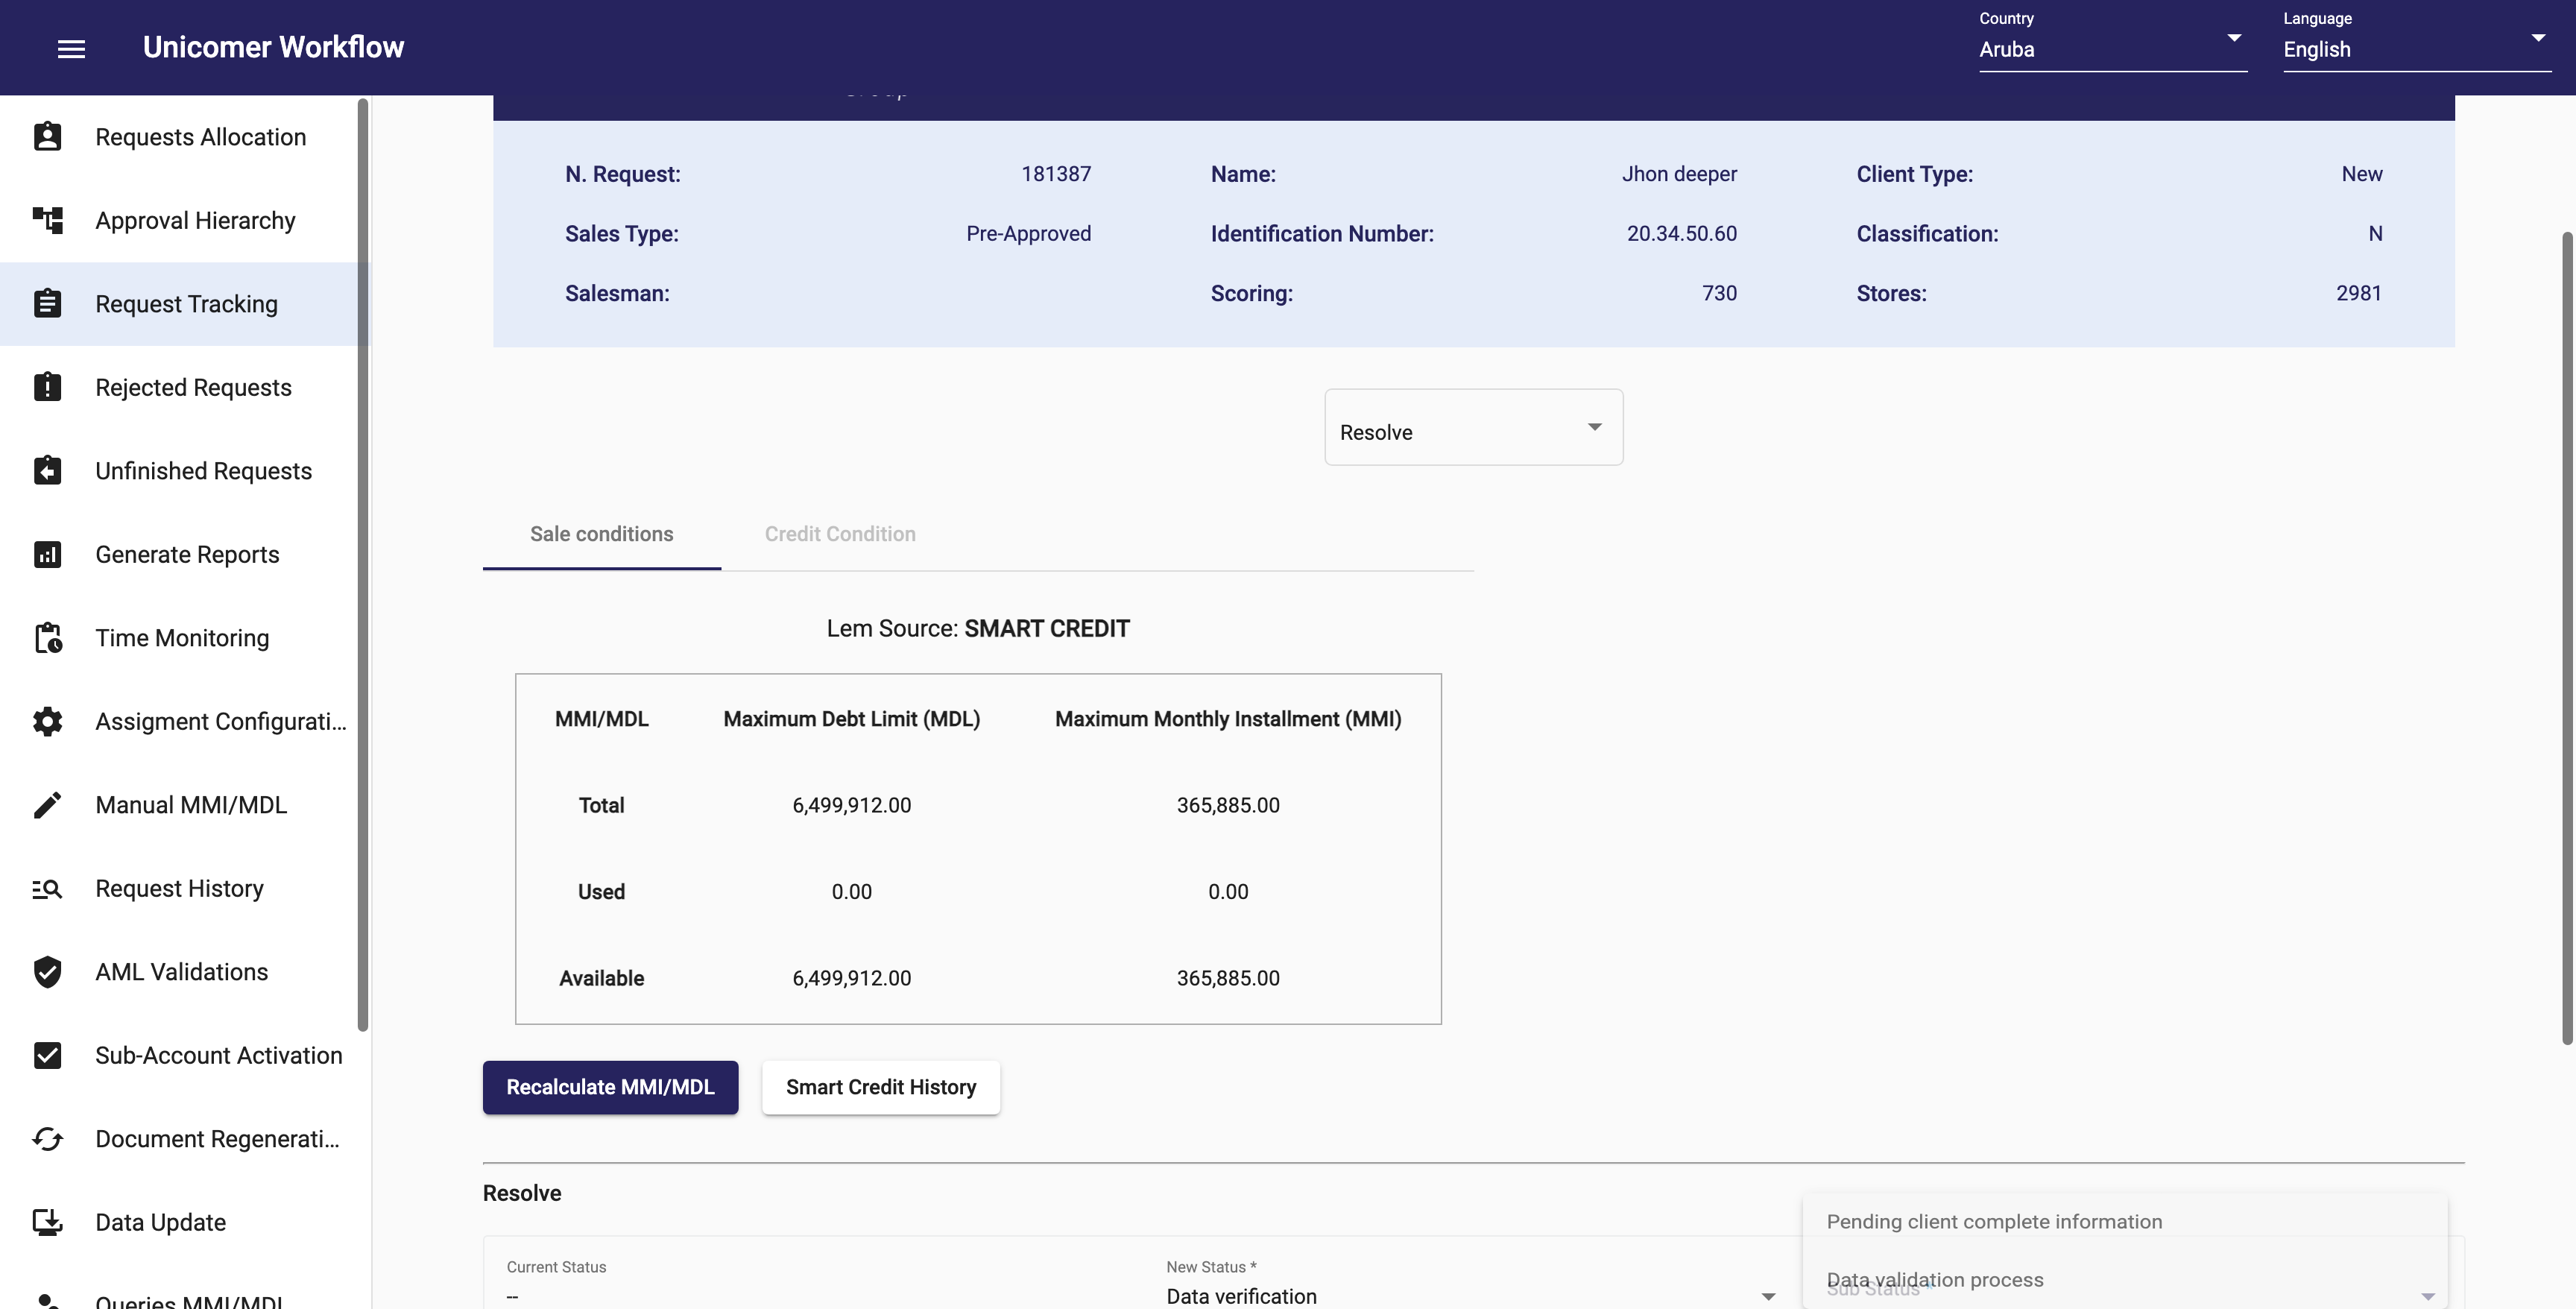 Unicomer Workflow
Country
Aruba
Language
English
Requests Allocation
Approval Hierarchy
Request Tracking
Rejected Requests
Unfinished Requests
Generate Reports
Time Monitoring
Assigment Configurati...
Manual MMI/MDL
Request History
AML Validations
Sub-Account Activation
Document Regenerati...
Data Update
Queries MMI/MDL
N. Request: 181387 Name: Jhon deeper Client Type: New
Sales Type: Pre-Approved Identification Number: 20.34.50.60 Classification: N
Salesman: Scoring: 730 Stores: 2981
Resolve
Sale conditions Credit Condition
Lem Source: SMART CREDIT
MMI/MDL Maximum Debt Limit (MDL) Maximum Monthly Installment (MMI)
Total 6,499,912.00 365,885.00
Used 0.00 0.00
Available 6,499,912.00 365,885.00
Recalculate MMI/MDL Smart Credit History
Resolve
Current Status
--
New Status *
Data verification
Pending client complete information
Data validation process
Sub Status *